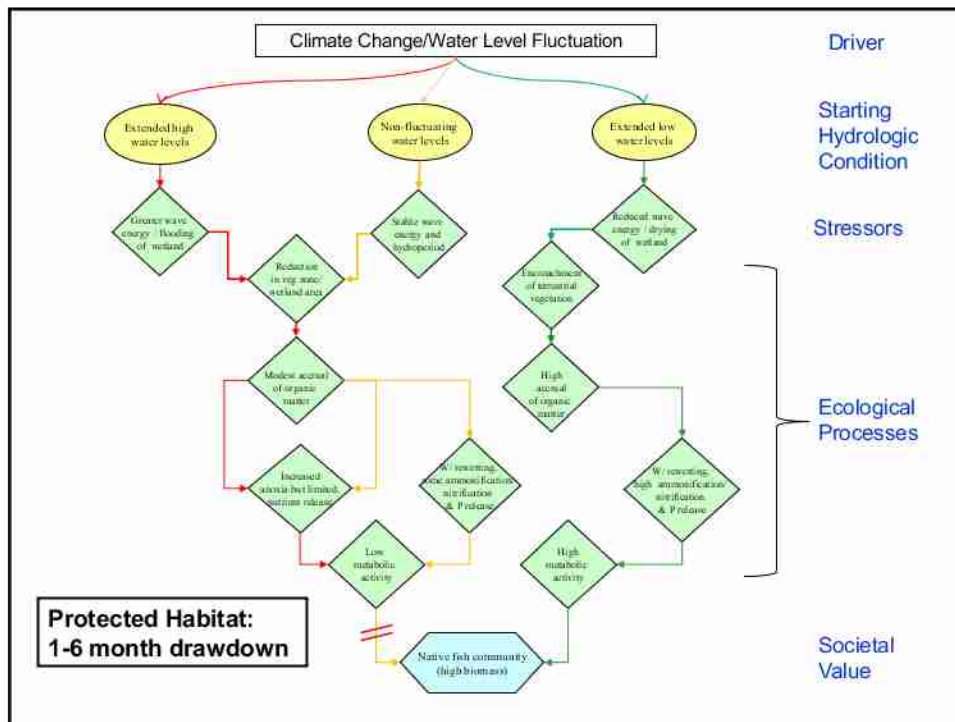 Climate Change/Water Level Fluctuation
Driver
Extended high
water levels
Non-fluctuating
water levels
Extended low
water levels
Starting
Hydrologic
Condition
Greater wave
energy / flooding
of wetland
Stable wave
energy and
hydroperiod
Reduced wave
energy / drying
of wetland
Stressors
Reduction
in veg zone/
wetland area
Encroachment
of terrestrial
vegetation
Modest accrual
of organic
matter
High
accrual
of organic
matter
Ecological
Processes
Increased
anoxia but limited
nutrient release
W/ rewetting,
some ammonification/
nitrification
& P release
W/ rewetting,
high ammonification/
nitrification
& P release
Low
metabolic
activity
High
metabolic
activity
Protected Habitat:
1-6 month drawdown
Native fish community
(high biomass)
Societal
Value